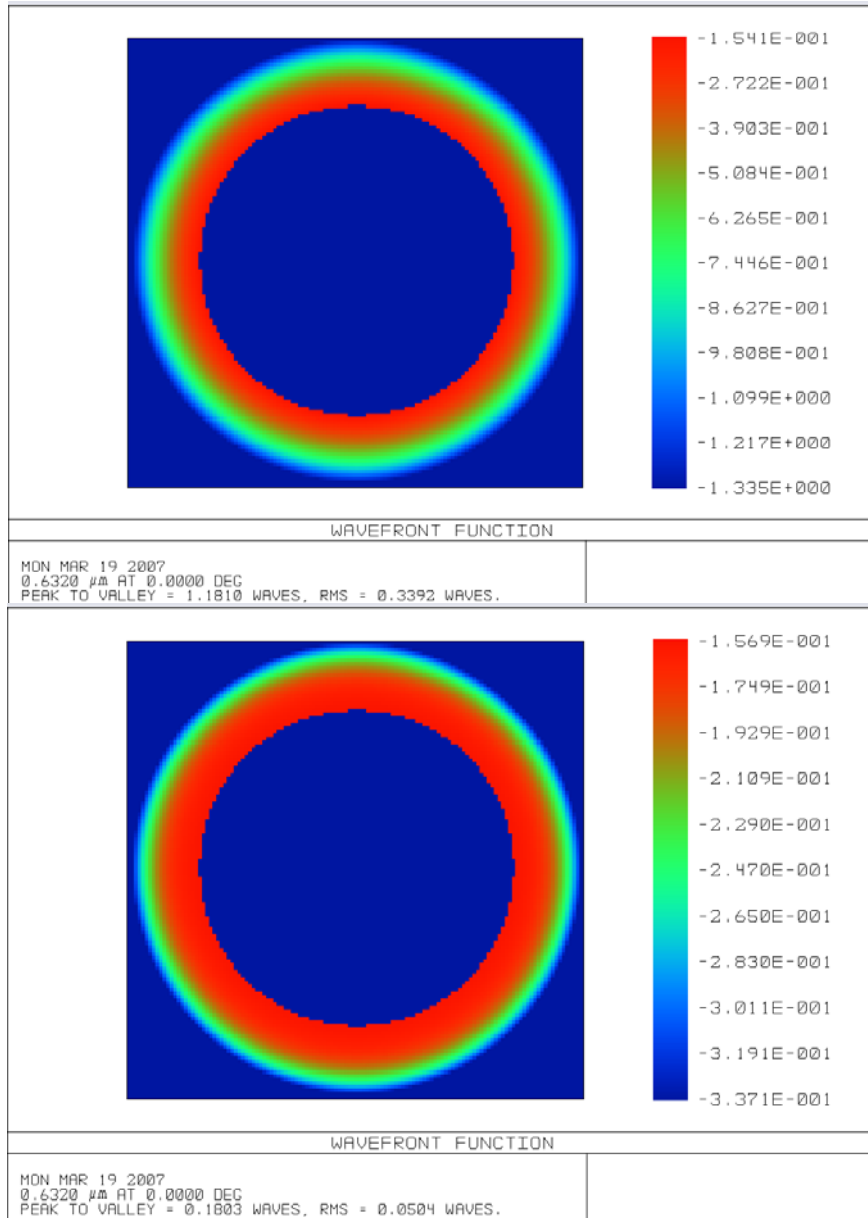 -1.541E-001
-2.722E-001
-3.903E-001
-5.084E-001
-6.265E-001
-7.446E-001
-8.627E-001
-9.808E-001
-1.099E+000
-1.217E+000
-1.335E+000
WAVEFRONT FUNCTION
MON MAR 19 2007
0.6320 µm AT 0.0000 DEG
PEAK TO VALLEY = 1.1810 WAVES, RMS = 0.3392 WAVES.
-1.569E-001
-1.749E-001
-1.929E-001
-2.109E-001
-2.290E-001
-2.470E-001
-2.650E-001
-2.830E-001
-3.011E-001
-3.191E-001
-3.371E-001
WAVEFRONT FUNCTION
MON MAR 19 2007
0.6320 µm AT 0.0000 DEG
PEAK TO VALLEY = 0.1803 WAVES, RMS = 0.0504 WAVES.